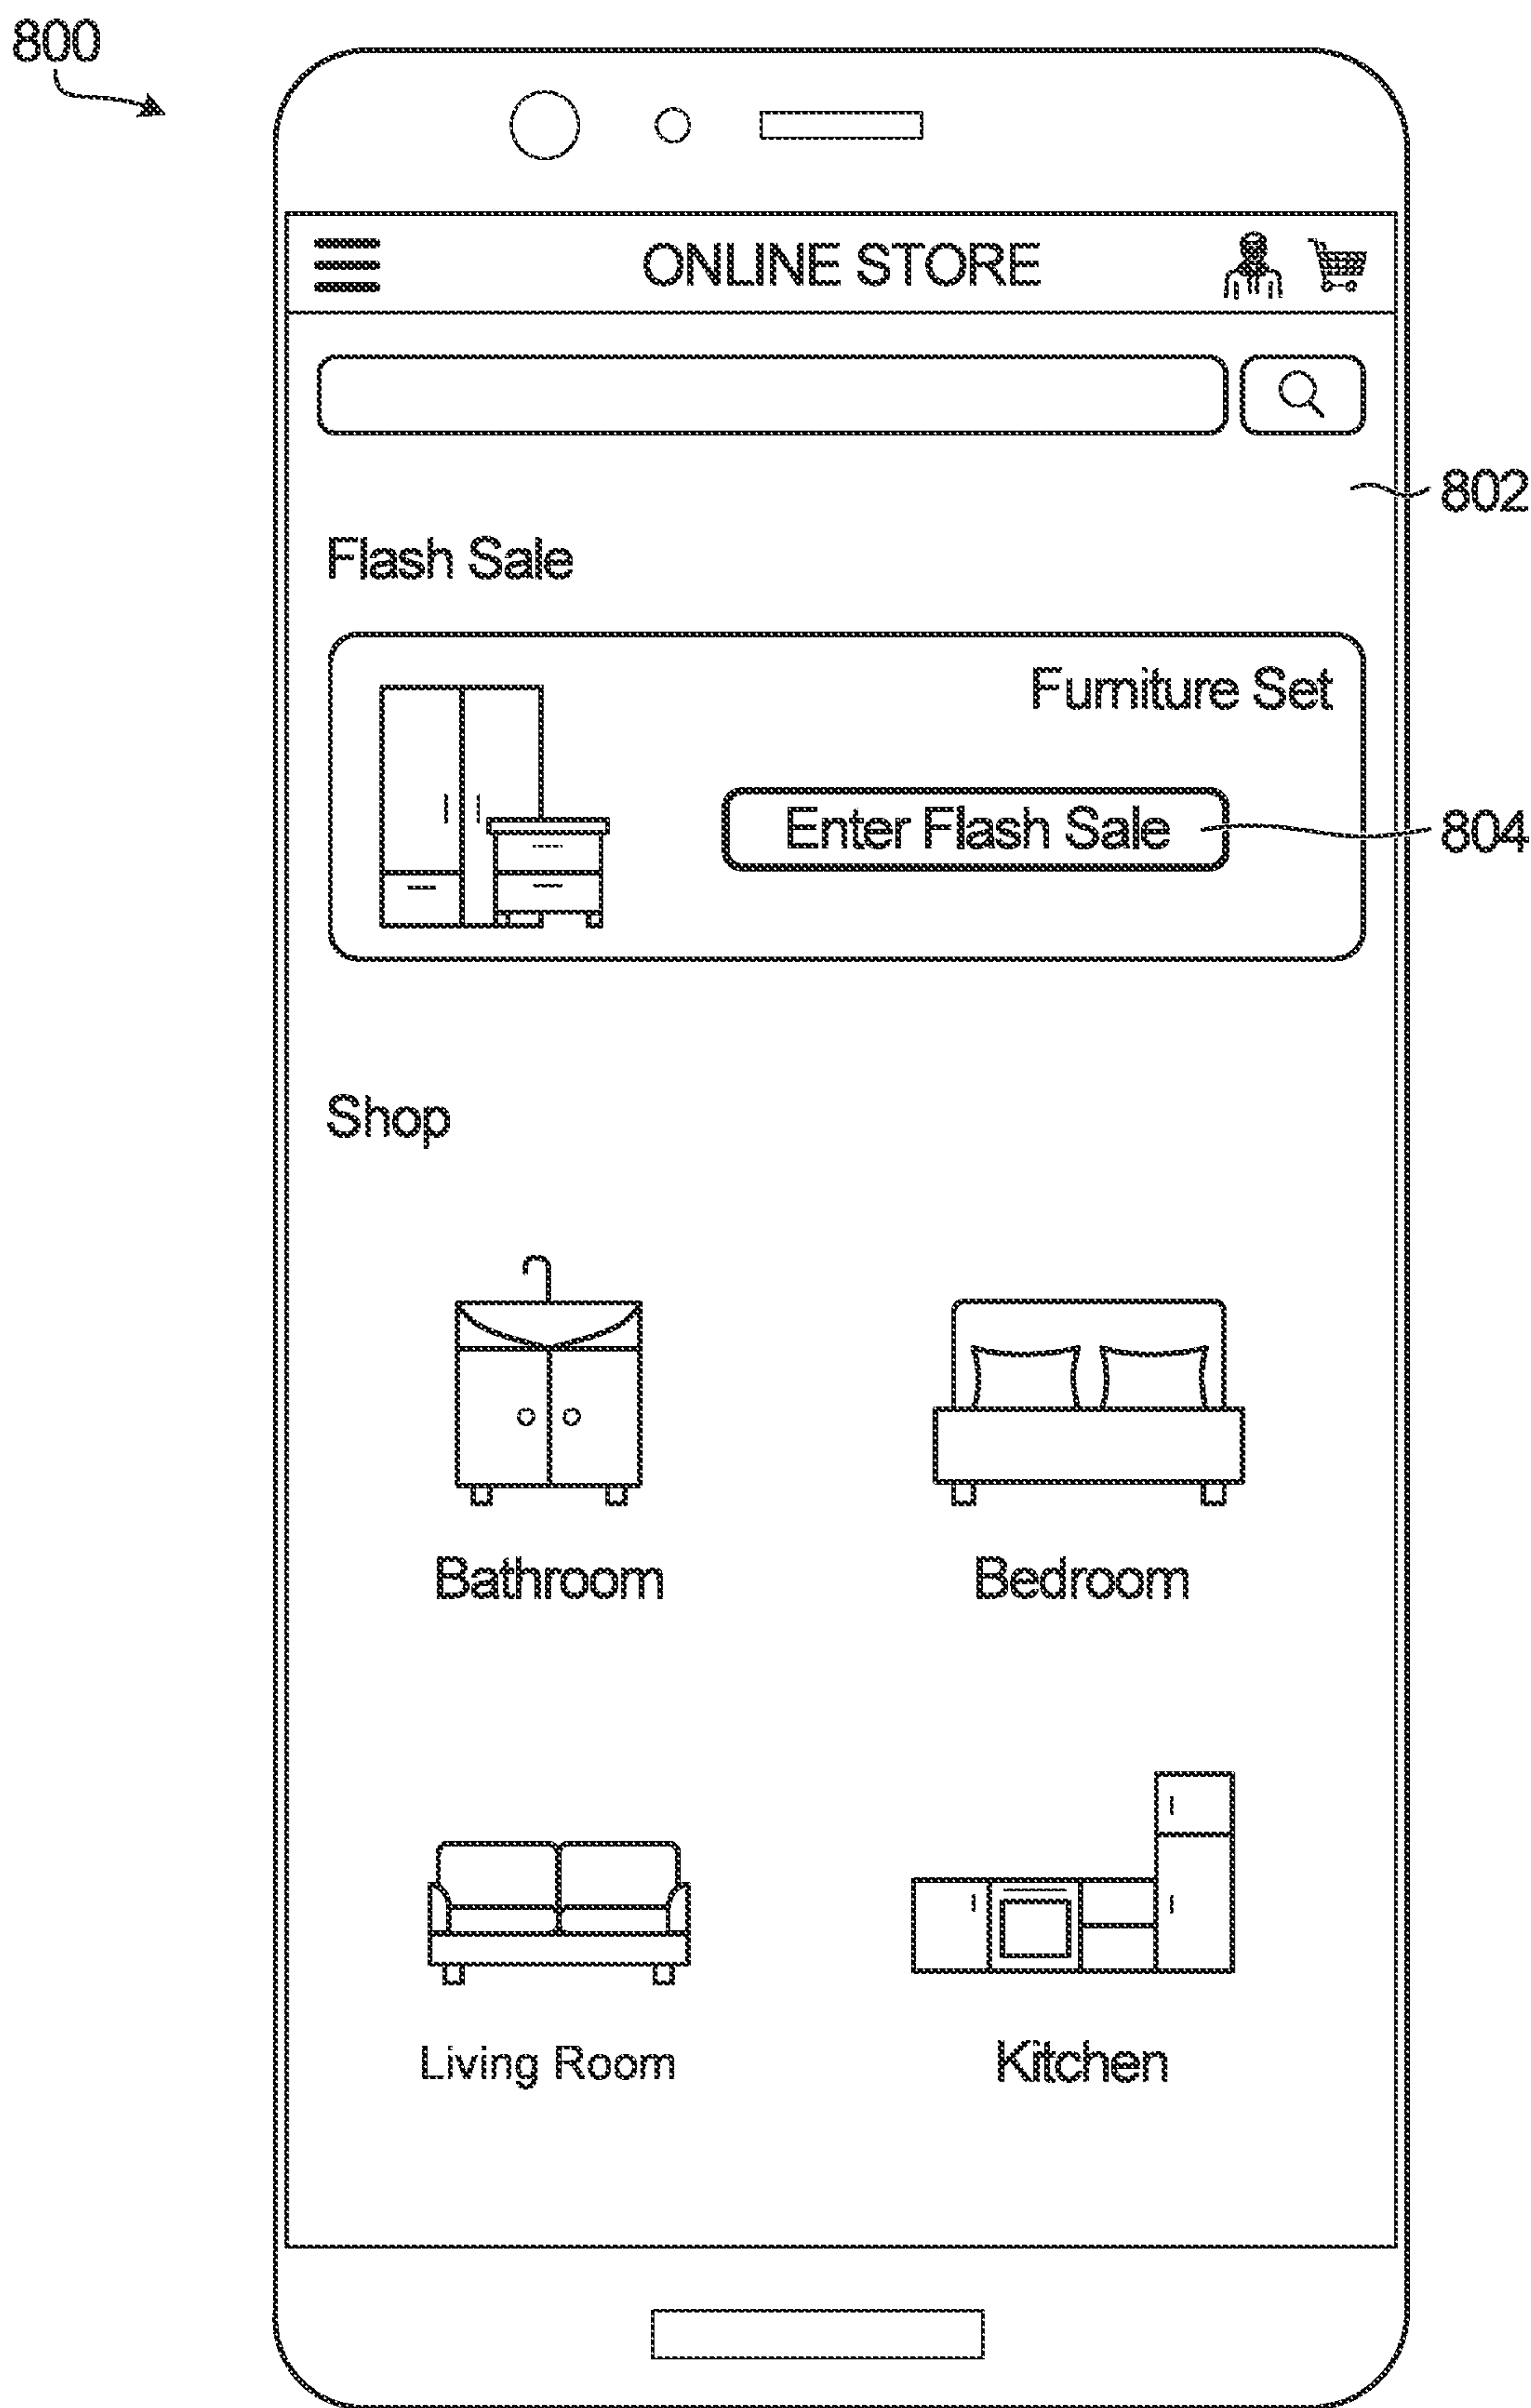 800
ONLINE STORE
802
Flash Sale
Furniture Set
Enter Flash Sale
804
Shop
Bathroom
Bedroom
Living Room
Kitchen